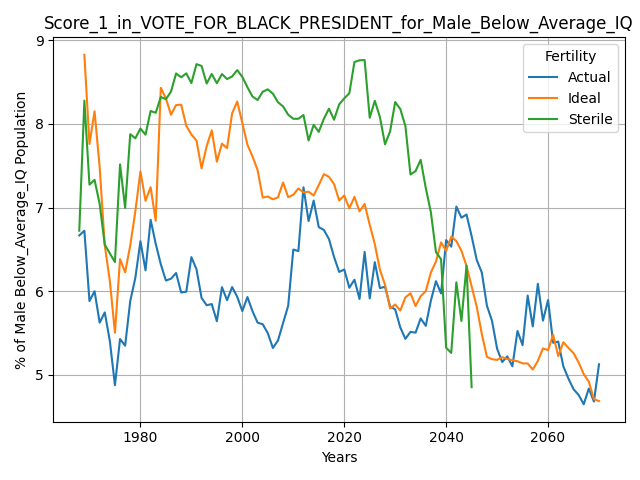 Score_1_in_VOTE_FOR_BLACK_PRESIDENT_for_Male_Below_Average_IQ
9
8
7
6
5
% of Male Below_Average_IQ Population
Fertility
Actual
Ideal
Sterile
1980 2000 2020 2040 2060
Years